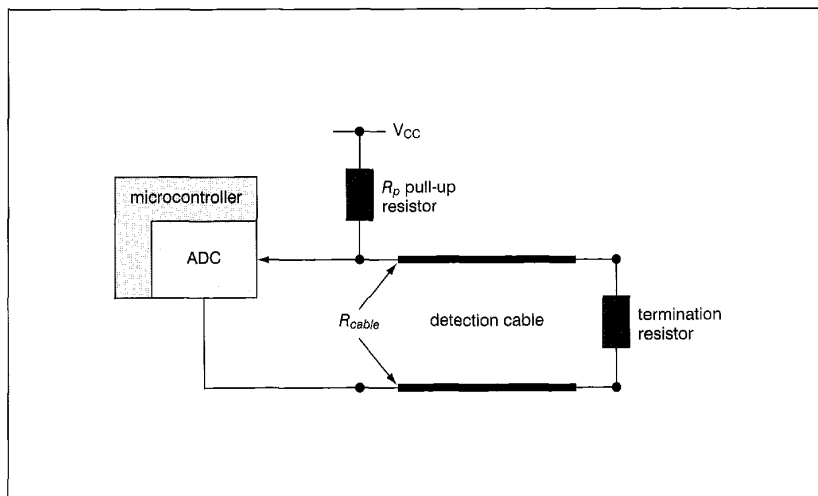 V_CC
R_p pull-up
resistor
microcontroller
ADC
R_cable
detection cable
termination
resistor